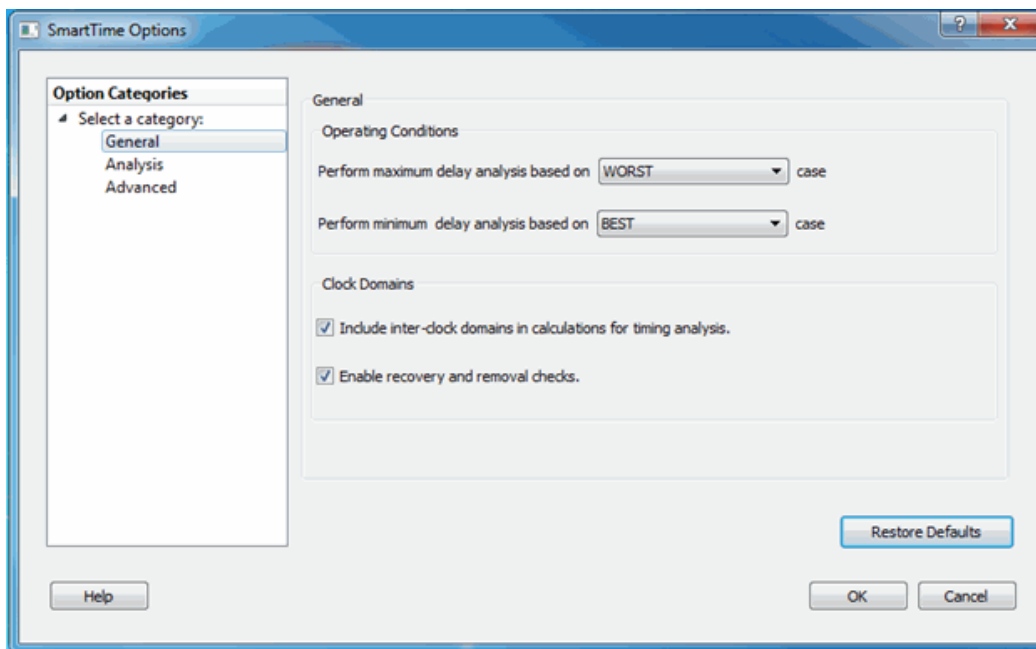 SmartTime Options
Option Categories
Select a category:
General
Analysis
Advanced
General
Operating Conditions
Perform maximum delay analysis based on WORST case
Perform minimum delay analysis based on BEST case
Clock Domains
Include inter-clock domains in calculations for timing analysis.
Enable recovery and removal checks.
Restore Defaults
Help OK Cancel